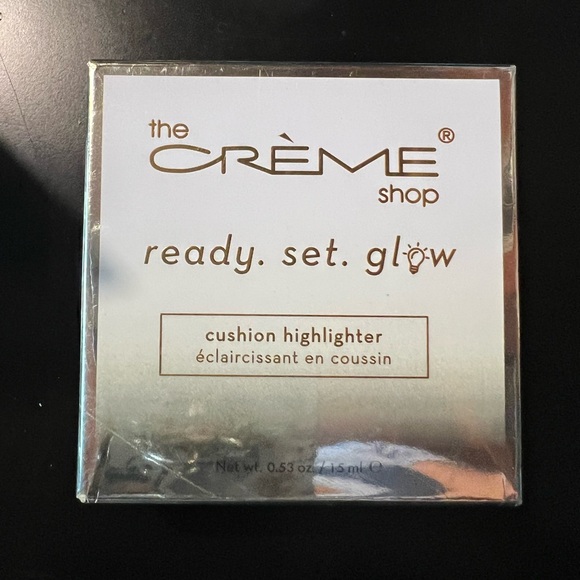 the
CRÈME®
shop
ready. set. glow
cushion highlighter
éclaircissant en coussin
Net wt. 0.53 oz. / 15 ml ℮